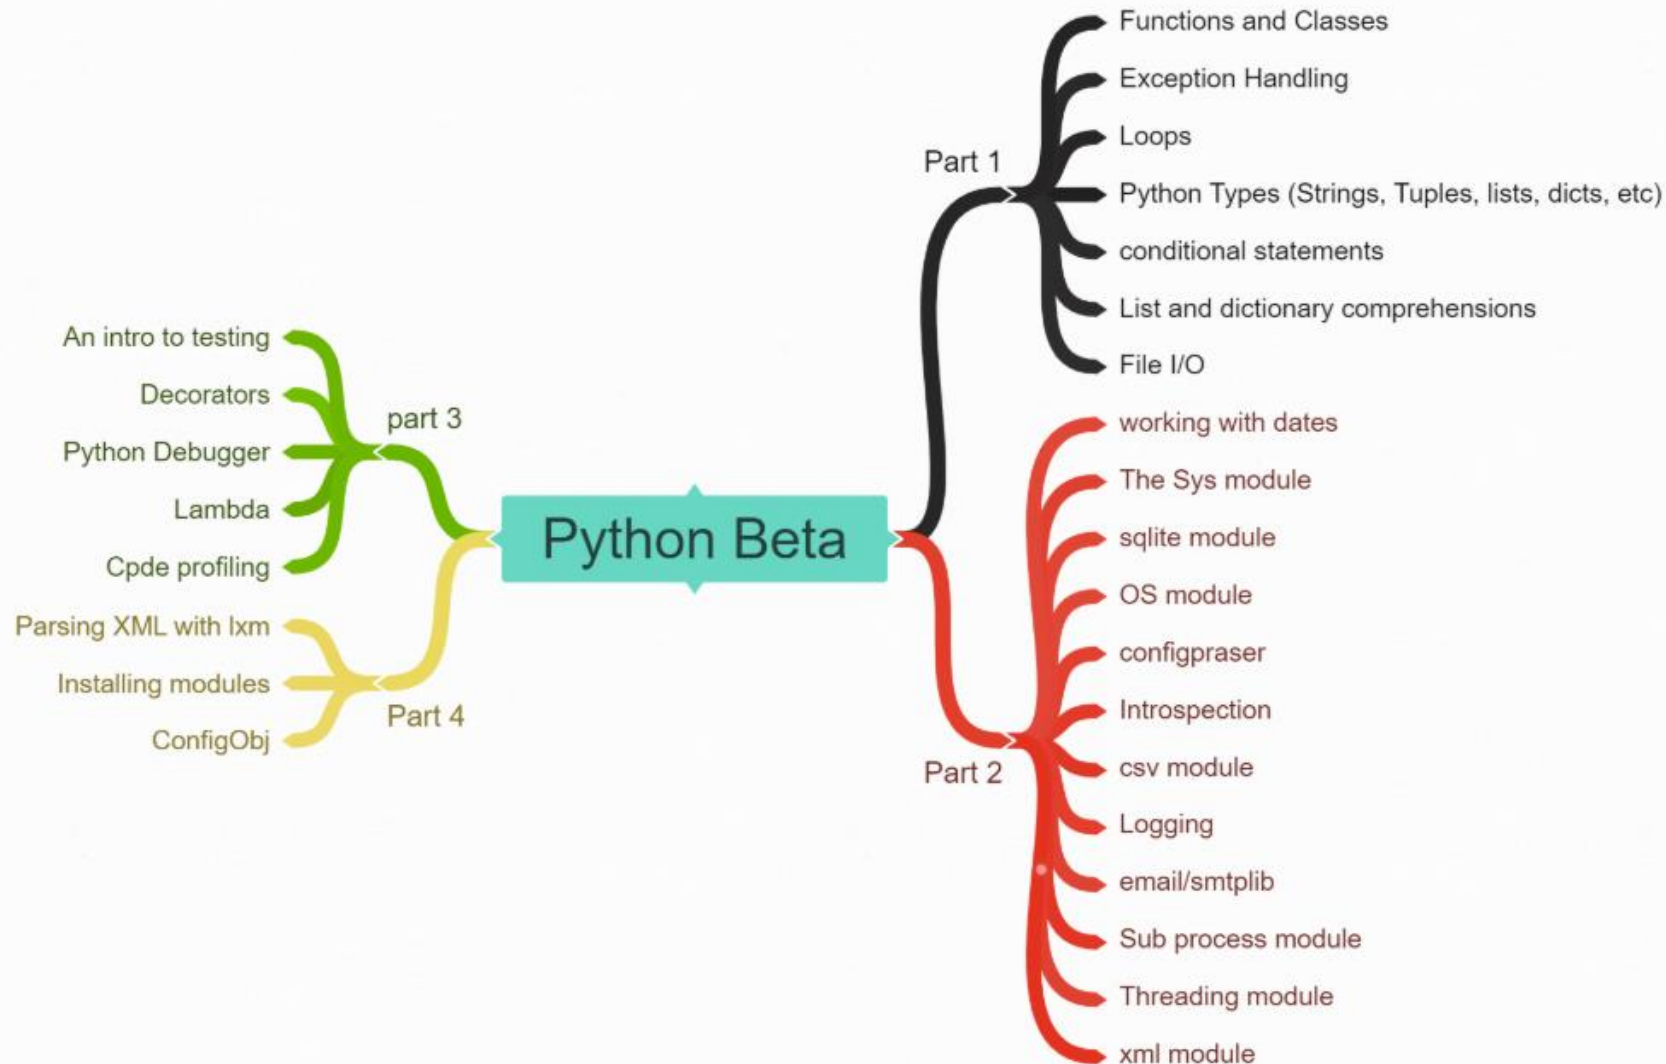 Python Beta
Part 1
Functions and Classes
Exception Handling
Loops
Python Types (Strings, Tuples, lists, dicts, etc)
conditional statements
List and dictionary comprehensions
File I/O
Part 2
working with dates
The Sys module
sqlite module
OS module
configpraser
Introspection
csv module
Logging
email/smtplib
Sub process module
Threading module
xml module
part 3
An intro to testing
Decorators
Python Debugger
Lambda
Cpde profiling
Part 4
Parsing XML with lxm
Installing modules
ConfigObj